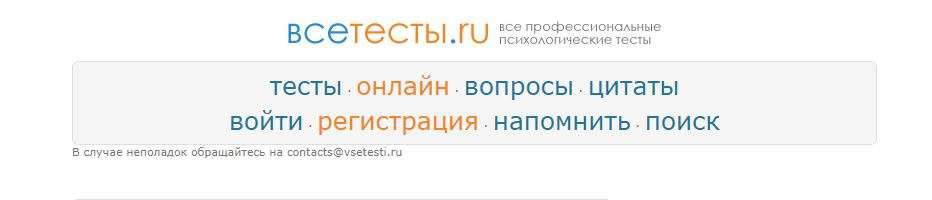 всетесты.ru
все профессиональные
психологические тесты
тесты · онлайн · вопросы · цитаты
войти · регистрация · напомнить · поиск
В случае неполадок обращайтесь на contacts@vsetesti.ru